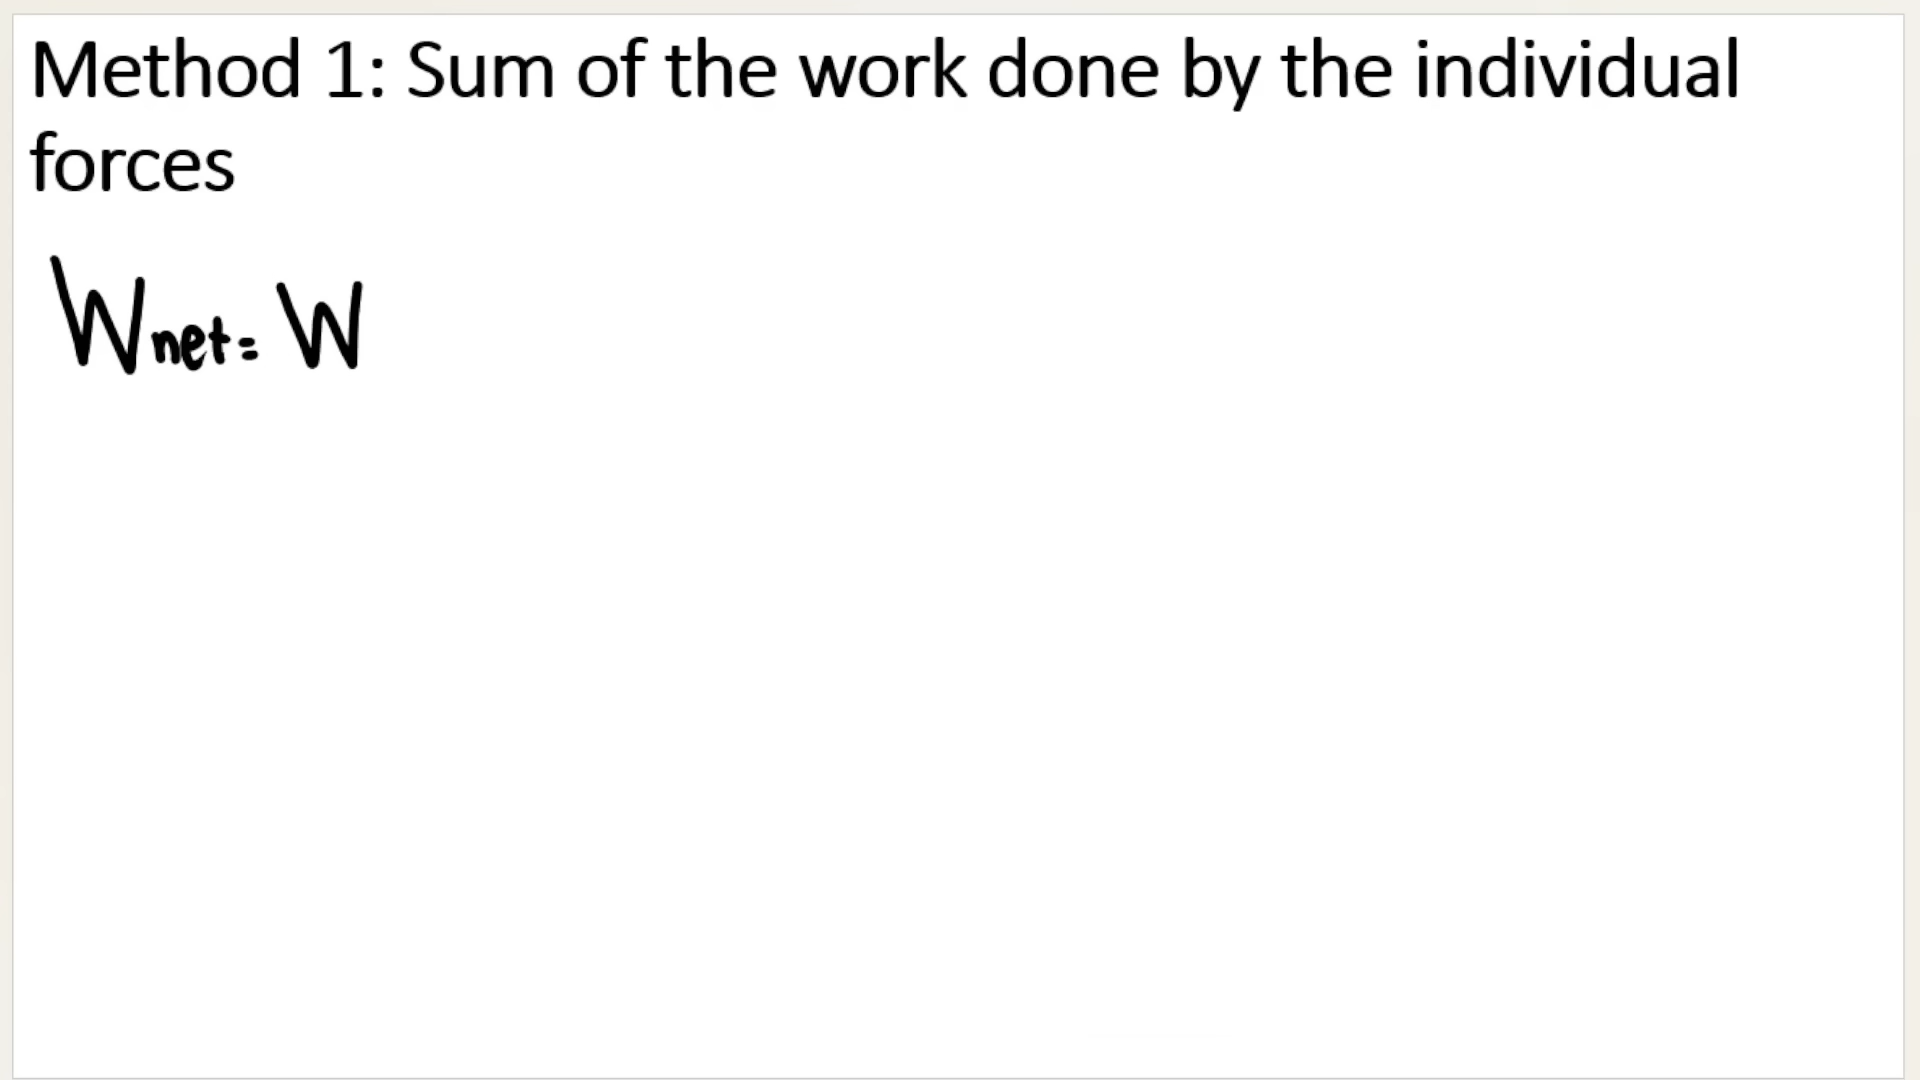 Method 1: Sum of the work done by the individual
forces
Wnet = W